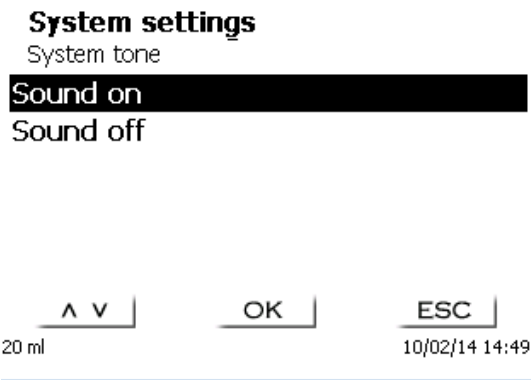 System settings
System tone
Sound on
Sound off
∧ ∨ OK ESC
20 ml 10/02/14 14:49